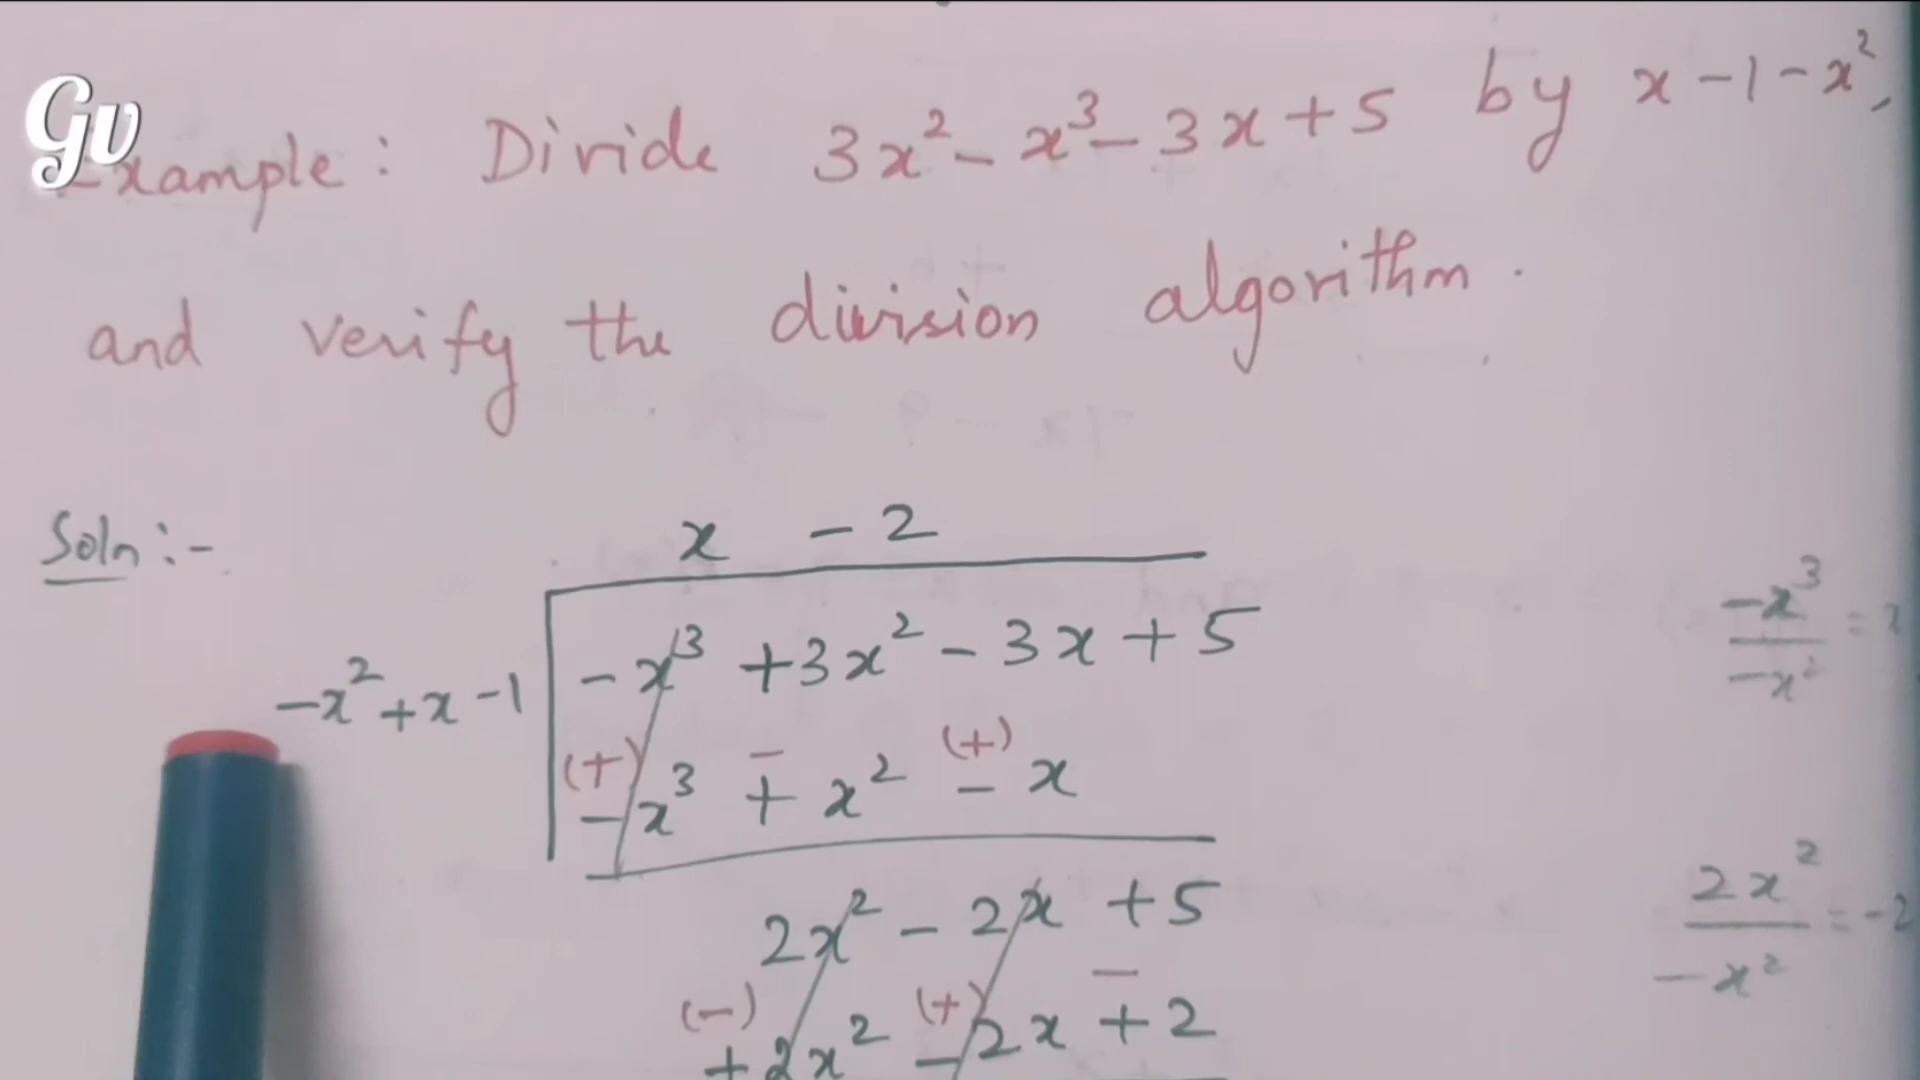 Gv
Example: Divide 3x² - x³ - 3x + 5 by x - 1 - x²,
and verify the division algorithm.
Soln :-
x - 2
-x² + x - 1 -x³ + 3x² - 3x + 5
(+) - (+)
-x³ + x² - x
2x² - 2x + 5
(-) (+) -
+2x² - 2x + 2
-x³
-x² =
2x²
-x² = -2